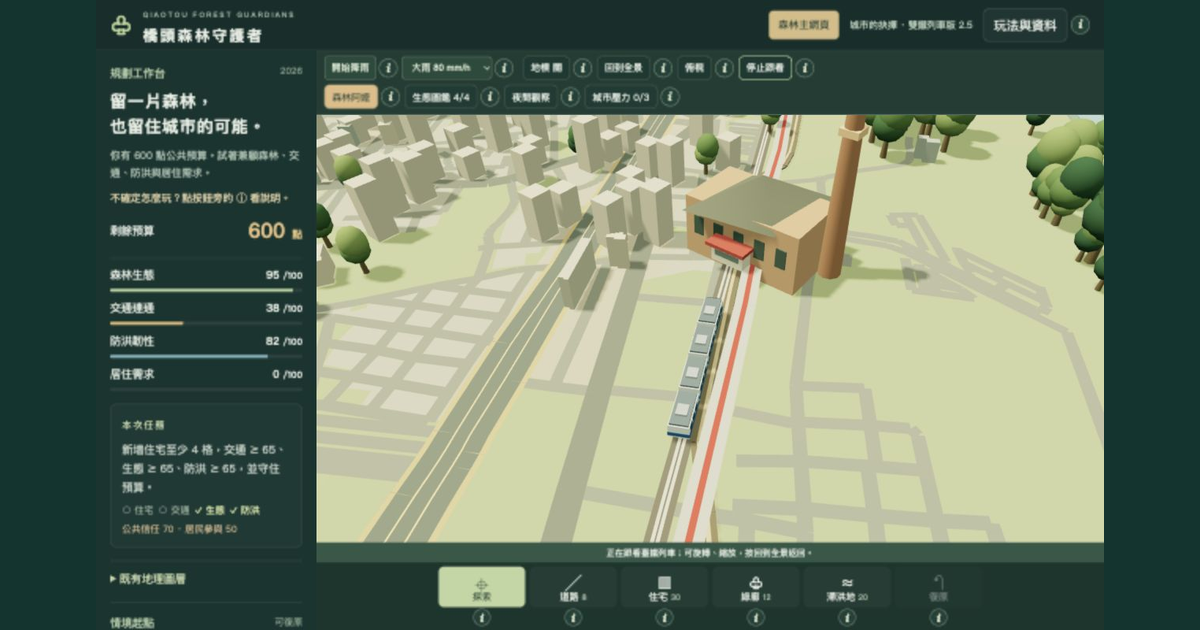 QIAOTOU FOREST GUARDIANS
橋頭森林守護者
森林主網頁
城市的抉擇·雙鐵列車版 2.5
玩法與資料
i
規劃工作台
2026
留一片森林，
也留住城市的可能。
你有 600 點公共預算。試著兼顧森林、交
通、防洪與居住需求。
不確定怎麼玩？點按鈕旁的 ⓘ 看說明。
剩餘預算
600 點
森林生態
95 /100
交通連通
38 /100
防洪韌性
82 /100
居住需求
0 /100
本次任務
新增住宅至少 4 格，交通 ≥ 65、
生態 ≥ 65、防洪 ≥ 65，並守住
預算。
○ 住宅 ○ 交通 ✓ 生態 ✓ 防洪
公共信任 70 · 居民參與 50
▸ 既有地理圖層
情境起點
可復原
開始降雨
i
大雨 80 mm/h
i
地標 開
i
回到全景
i
俯視
i
停止跟看
i
森林阿嬤
i
生態圖鑑 4/4
i
夜間觀察
i
城市壓力 0/3
i
正在跟看臺鐵列車；可旋轉、縮放，按回到全景返回。
探索
道路 8
住宅 30
綠廊 12
滯洪地 20
復原
i
i
i
i
i
i